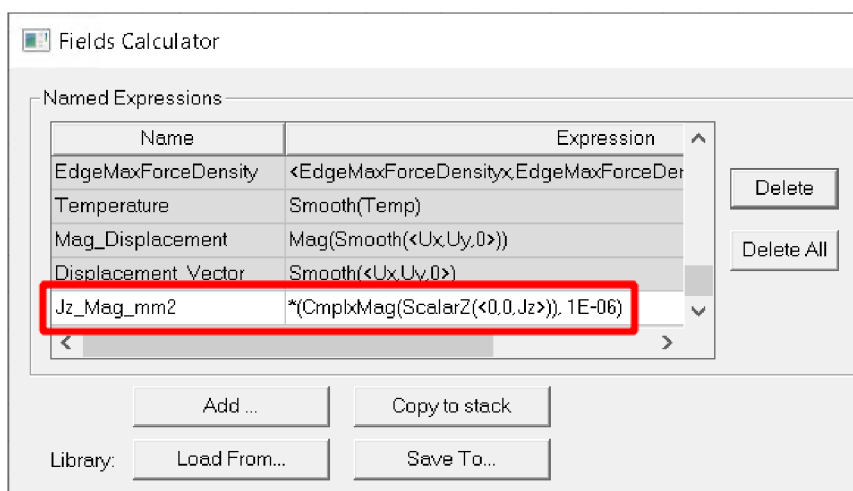 Fields Calculator
Named Expressions
Name Expression
EdgeMaxForceDensity <EdgeMaxForceDensityx,EdgeMaxForceDer
Temperature Smooth(Temp)
Mag_Displacement Mag(Smooth(<Ux,Uy,0>))
Displacement_Vector Smooth(<Ux,Uy,0>)
Jz_Mag_mm2 *(CmplxMag(ScalarZ(<0,0,Jz>)), 1E-06)
Delete
Delete All
Add ... Copy to stack
Library: Load From... Save To...